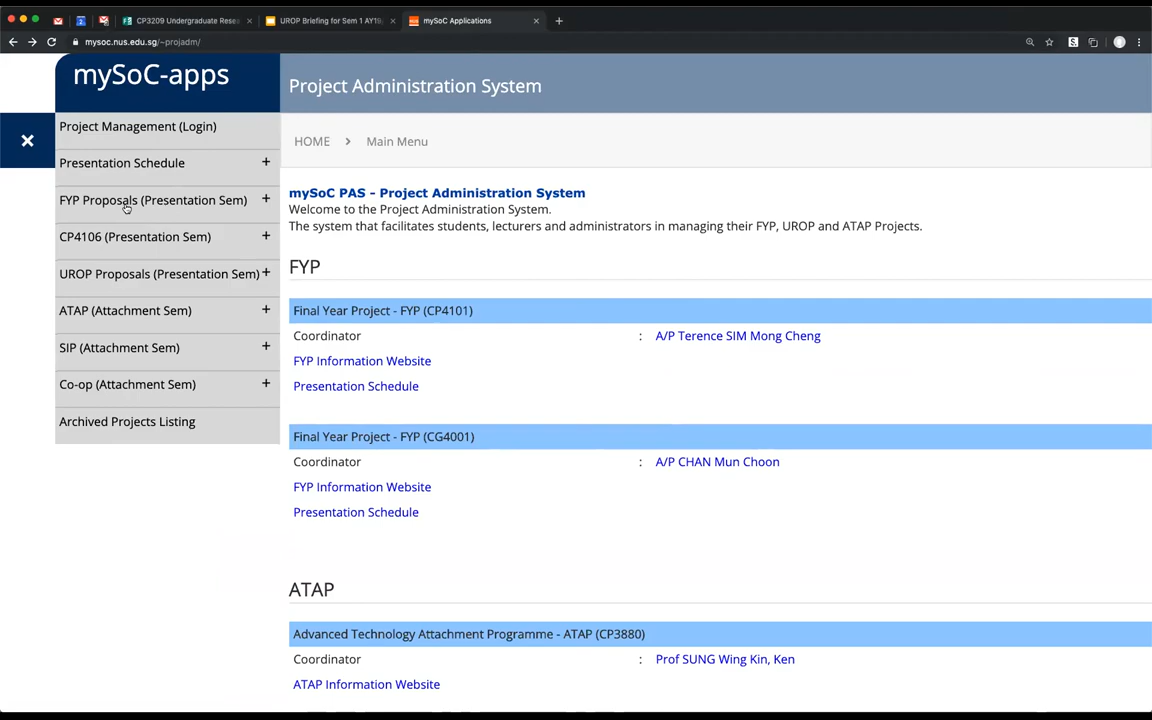 CP3209 Undergraduate Rese
UROP Briefing for Sem 1 AY19
mySoC Applications
mysoc.nus.edu.sg/~projadm/
mySoC-apps
Project Administration System
Project Management (Login)
HOME > Main Menu
Presentation Schedule +
FYP Proposals (Presentation Sem) +
CP4106 (Presentation Sem) +
UROP Proposals (Presentation Sem) +
ATAP (Attachment Sem) +
SIP (Attachment Sem) +
Co-op (Attachment Sem) +
Archived Projects Listing
mySoC PAS - Project Administration System
Welcome to the Project Administration System.
The system that facilitates students, lecturers and administrators in managing their FYP, UROP and ATAP Projects.
FYP
Final Year Project - FYP (CP4101)
Coordinator : A/P Terence SIM Mong Cheng
FYP Information Website
Presentation Schedule
Final Year Project - FYP (CG4001)
Coordinator : A/P CHAN Mun Choon
FYP Information Website
Presentation Schedule
ATAP
Advanced Technology Attachment Programme - ATAP (CP3880)
Coordinator : Prof SUNG Wing Kin, Ken
ATAP Information Website